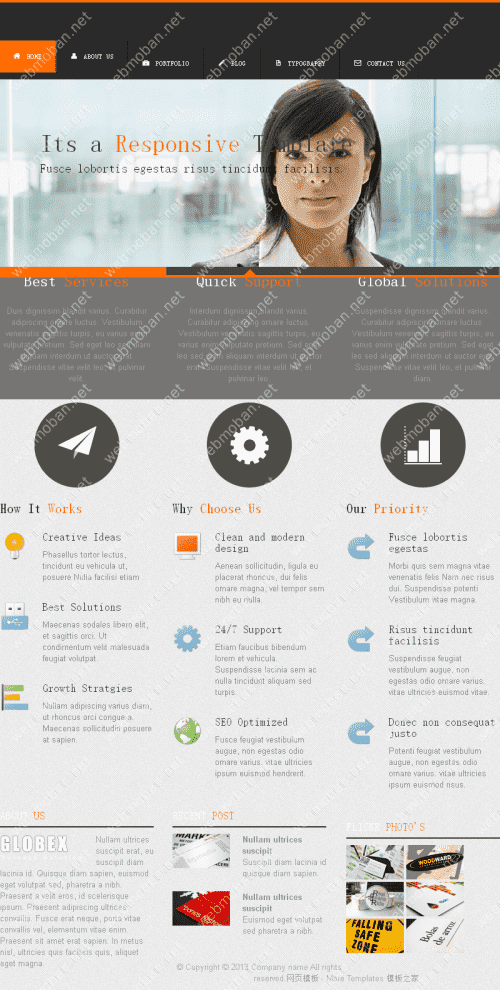 HOME
ABOUT US
PORTFOLIO
BLOG
TYPOGRAPHY
CONTACT US
Its a Responsive Template
Fusce lobortis egestas risus tincidunt facilisis.
Best Services
Quick Support
Global Solutions
Duis dignissim blandit varius. Curabitur
adipiscing ornare luctus. Vestibulum
venenatis mattis turpis, eu varius enim
vulputate pretium. Sed eget leo sed diam
aliquam interdum ut auctor erat.
Suspendisse vitae velit leo, et pulvinar
velit.
Interdum dignissim blandit varius.
Curabitur adipiscing ornare luctus.
Vestibulum venenatis mattis turpis, eu
varius enim vulputate pretium. Sed eget
leo sed diam aliquam interdum ut auctor
erat. Suspendisse vitae velit leo, et
pulvinar leo.
Suspendisse dignissim blandit varius.
Curabitur adipiscing ornare luctus.
Vestibulum venenatis mattis turpis, eu
varius enim vulputate pretium. Sed eget
leo sed diam aliquam interdum ut auctor
erat. Suspendisse vitae velit leo, et pulvinar
diam.
How It Works
Creative Ideas
Phasellus tortor lectus,
tincidunt eu vehicula ut,
posuere Nulla facilisi etiam.
Best Solutions
Maecenas sodales libero elit,
et sagittis orci. Ut
condimentum velit malesuada
feugiat volutpat.
Growth Stratgies
Nullam adipiscing varius diam,
ut rhoncus orci congue a.
Maecenas sollicitudin posuere
at sapien.
Why Choose Us
Clean and modern
design
Aenean sollicitudin, ligula eu
placerat rhoncus, dui felis
ornare magna, vel tempor sem
nibh eu nulla.
24/7 Support
Etiam faucibus bibendum
lorem et vehicula.
Suspendisse lacinia sem ac
nulla tincidunt aliquam sed
turpis.
SEO Optimized
Fusce feugiat vestibulum
augue, non egestas odio
ornare varius. vitae ultricies
ipsum euismod hendrerit.
Our Priority
Fusce lobortis
egestas
Morbi quis sem magna vitae
venenatis felis Nam nec risus
dui. Suspendisse potenti
Vestibulum vitae magna.
Risus tincidunt
facilisis
Suspendisse feugiat
vestibulum augue, non
egestas odio ornare varius.
vitae ultricies euismod vitae.
Donec non consequat
justo
Potenti feugiat vestibulum
augue, non egestas odio
ornare varius. vitae ultricies
ipsum euismod risus.
ABOUT US
GLOBEX
Nullam ultrices
suscipit erat, eu
suscipit diam
lacinia id. Quisque diam sapien, euismod
eget volutpat sed, pharetra a nibh.
Praesent a velit eros, id scelerisque
ipsum. Praesent adipiscing ultrices
convallis. Fusce erat neque, porta vitae
convallis vel, elementum vitae enim.
Praesent sit amet erat sapien. In metus
nisl, ultricies quis facilisis quis, aliquet
eget magna.
RECENT POST
Nullam ultrices
suscipit
Suscipit diam lacinia id
quisque diam sapien.
Nullam ultrices
suscipit
Euismod eget volutpat
sed pharetra a nibh.
FLICKR PHOTO'S
WOODWARD
FALLING
SAFE
ZONE
© Copyright © 2013.Company name All rights
reserved.网页模板 - More Templates 模板之家
webmoban.net